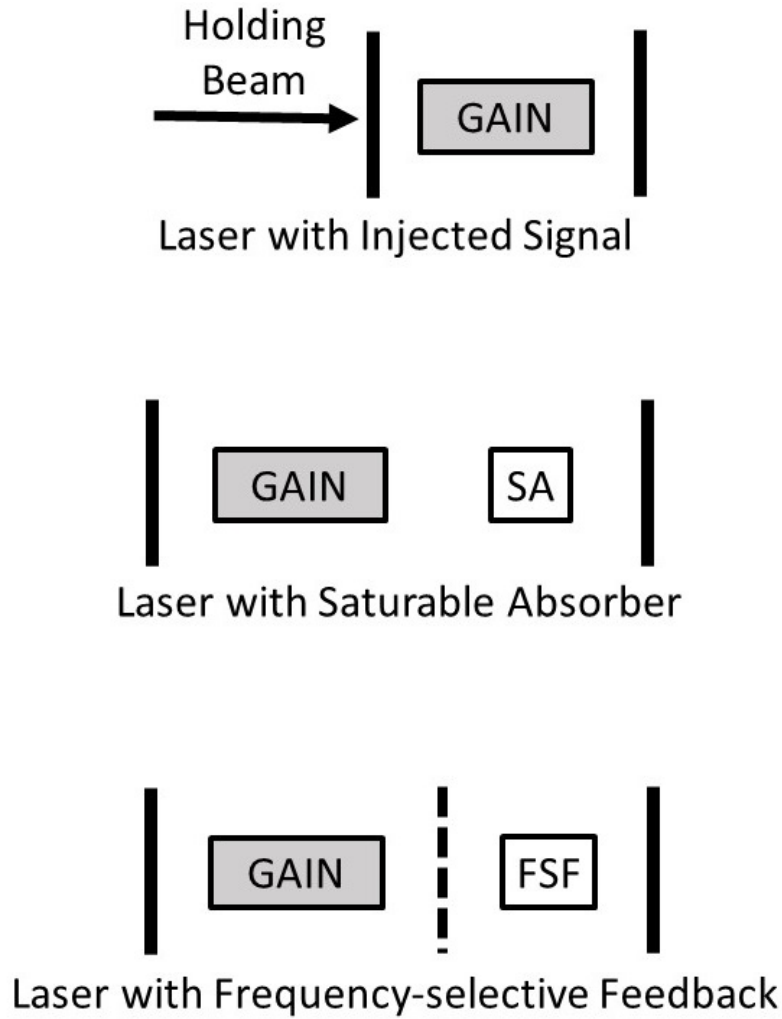 Holding
Beam
GAIN
Laser with Injected Signal
GAIN
SA
Laser with Saturable Absorber
GAIN
FSF
Laser with Frequency-selective Feedback